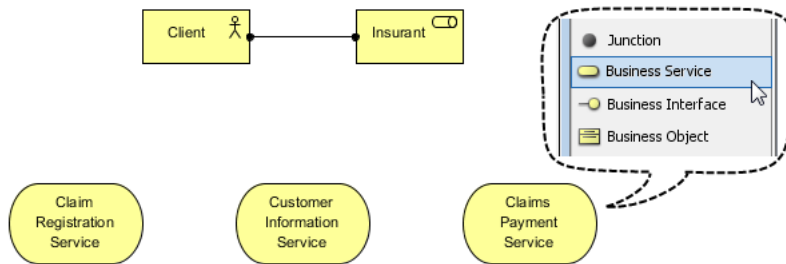 Client
Insurant
Junction
Business Service
Business Interface
Business Object
Claim
Registration
Service
Customer
Information
Service
Claims
Payment
Service